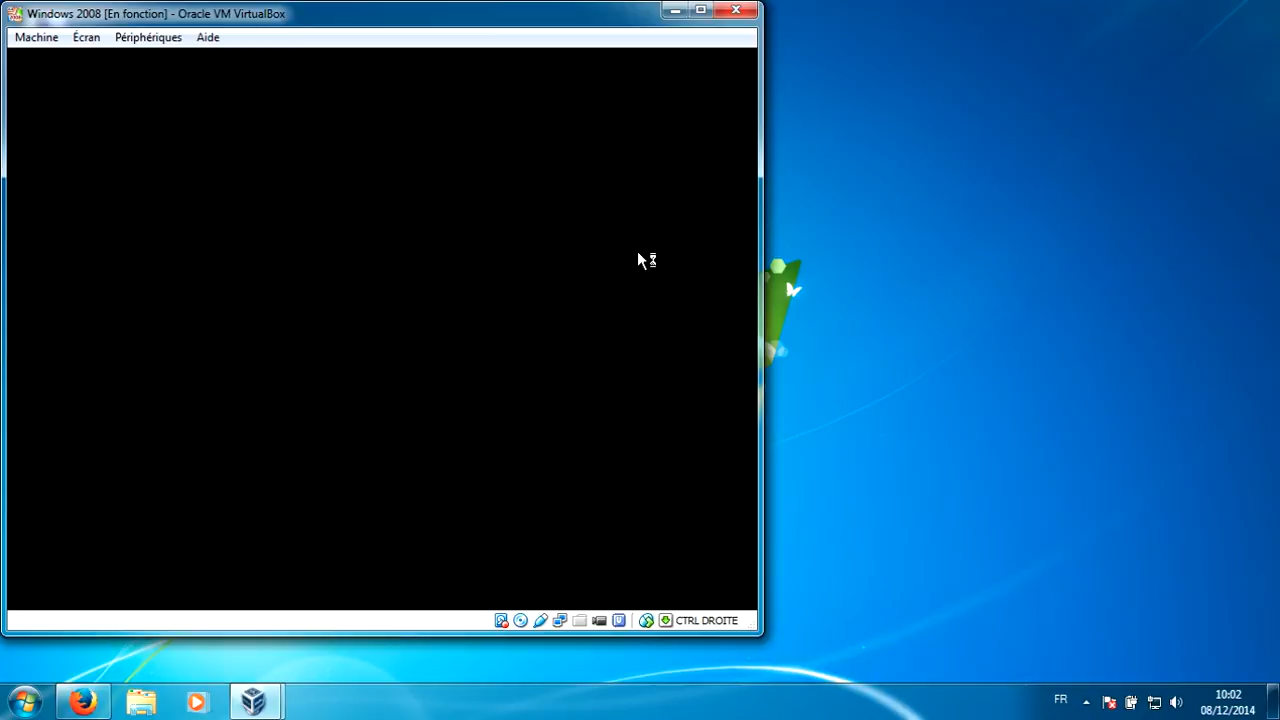 Windows 2008 [En fonction] - Oracle VM VirtualBox
Machine Écran Périphériques Aide
CTRL DROITE
FR
10:02
08/12/2014